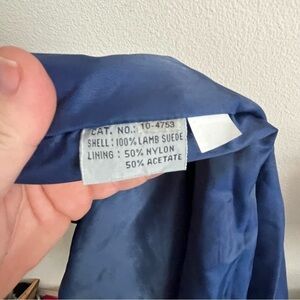 CAT. NO.: 10-4753
SHELL: 100% LAMB SUEDE
LINING : 50% NYLON
50% ACETATE